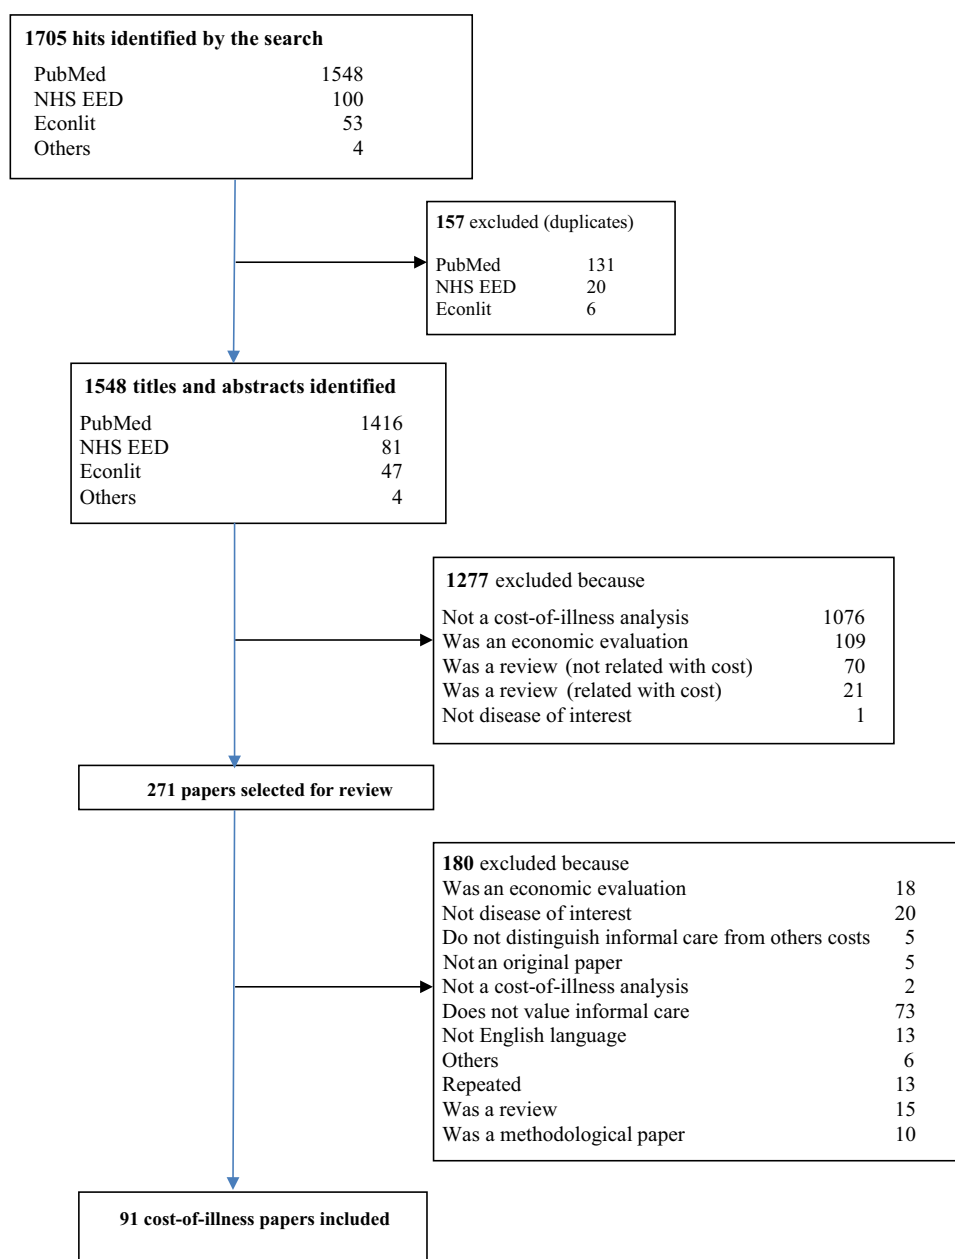 1705 hits identified by the search
PubMed 1548
NHS EED 100
Econlit 53
Others 4
157 excluded (duplicates)
PubMed 131
NHS EED 20
Econlit 6
1548 titles and abstracts identified
PubMed 1416
NHS EED 81
Econlit 47
Others 4
1277 excluded because
Not a cost-of-illness analysis 1076
Was an economic evaluation 109
Was a review (not related with cost) 70
Was a review (related with cost) 21
Not disease of interest 1
271 papers selected for review
180 excluded because
Was an economic evaluation 18
Not disease of interest 20
Do not distinguish informal care from others costs 5
Not an original paper 5
Not a cost-of-illness analysis 2
Does not value informal care 73
Not English language 13
Others 6
Repeated 13
Was a review 15
Was a methodological paper 10
91 cost-of-illness papers included